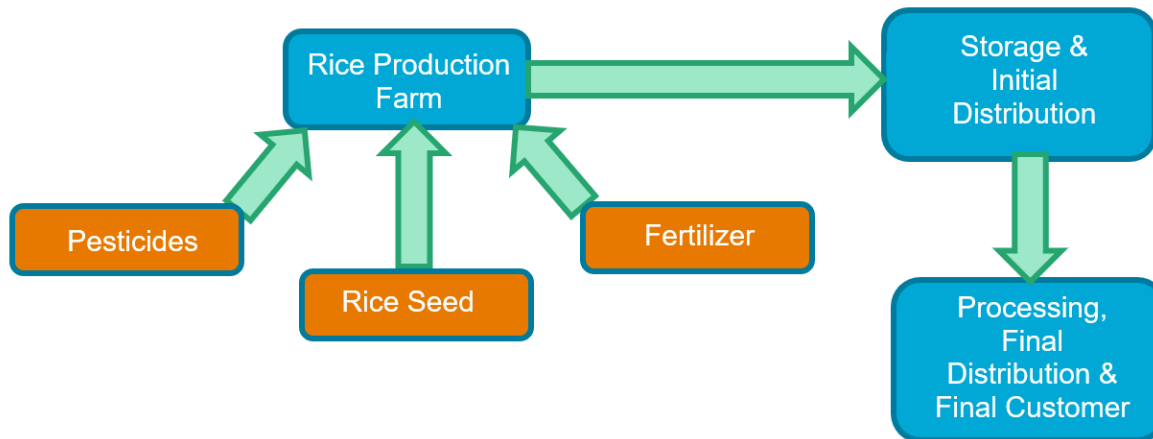 Rice Production
Farm
Storage &
Initial
Distribution
Pesticides
Rice Seed
Fertilizer
Processing,
Final
Distribution &
Final Customer